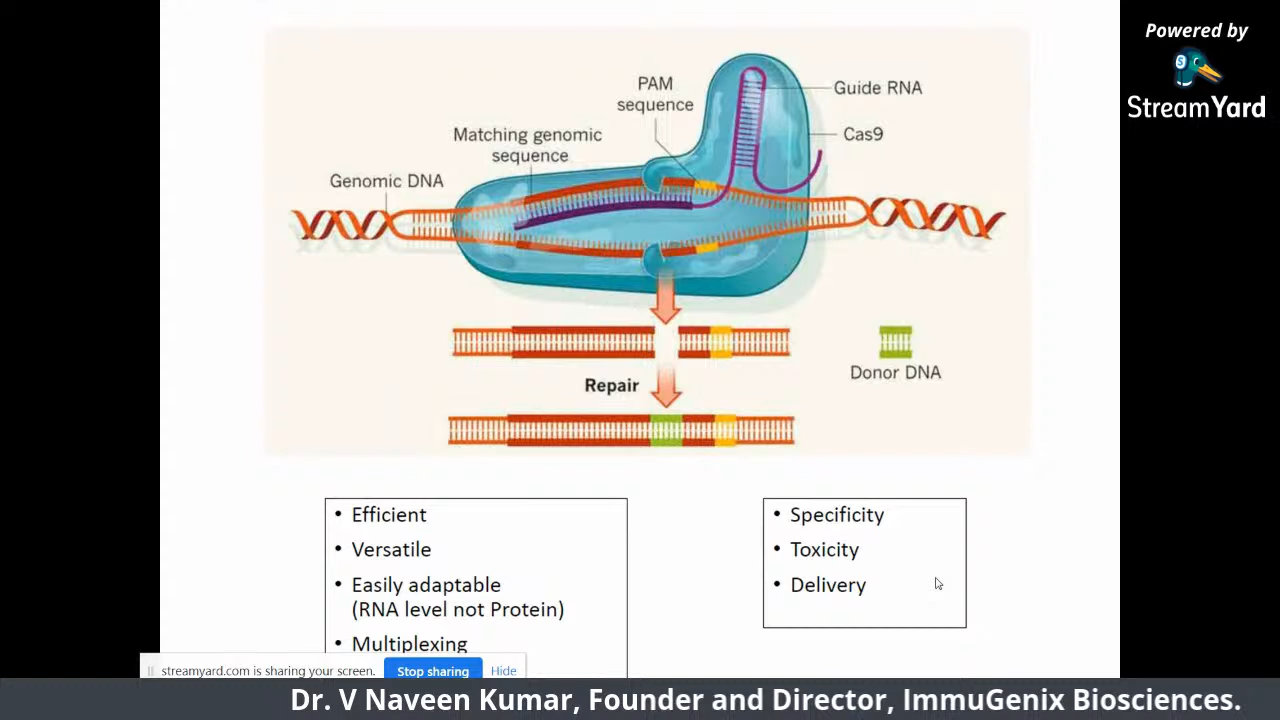 Powered by
StreamYard
PAM
sequence
Guide RNA
Matching genomic
sequence
Cas9
Genomic DNA
Donor DNA
Repair
• Efficient
• Versatile
• Easily adaptable
(RNA level not Protein)
• Multiplexing
• Specificity
• Toxicity
• Delivery
streamyard.com is sharing your screen.
Stop sharing
Hide
Dr. V Naveen Kumar, Founder and Director, ImmuGenix Biosciences.